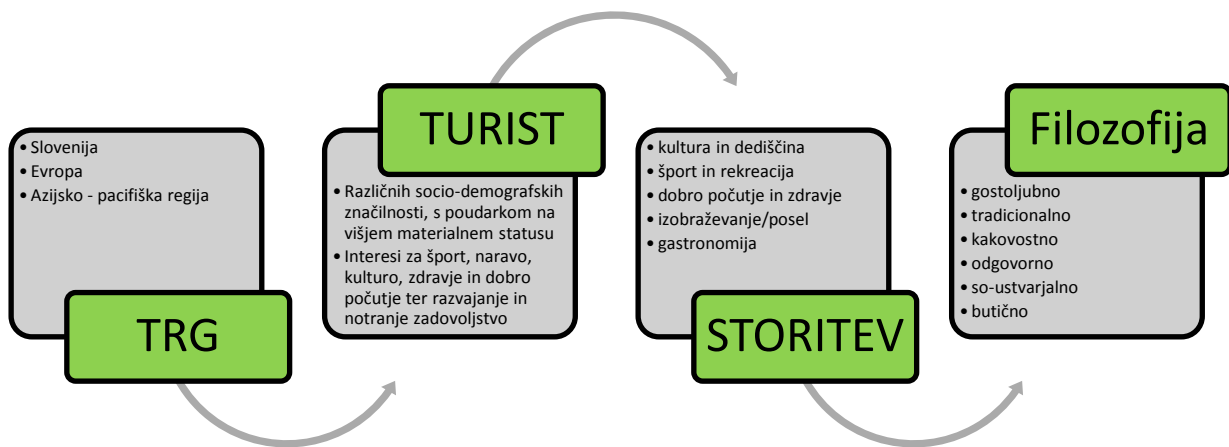 • Slovenija
• Evropa
• Azijsko - pacifiška regija
TRG
TURIST
• Različnih socio-demografskih
značilnosti, s poudarkom na
višjem materialnem statusu
• Interesi za šport, naravo,
kulturo, zdravje in dobro
počutje ter razvajanje in
notranje zadovoljstvo
• kultura in dediščina
• šport in rekreacija
• dobro počutje in zdravje
• izobraževanje/posel
• gastronomija
STORITEV
Filozofija
• gostoljubno
• tradicionalno
• kakovostno
• odgovorno
• so-ustvarjalno
• butično